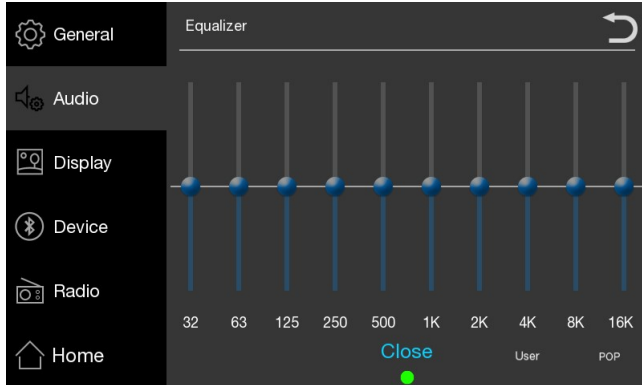 General
Audio
Display
Device
Radio
Home
Equalizer
32 63 125 250 500 1K 2K 4K 8K 16K
Close User POP